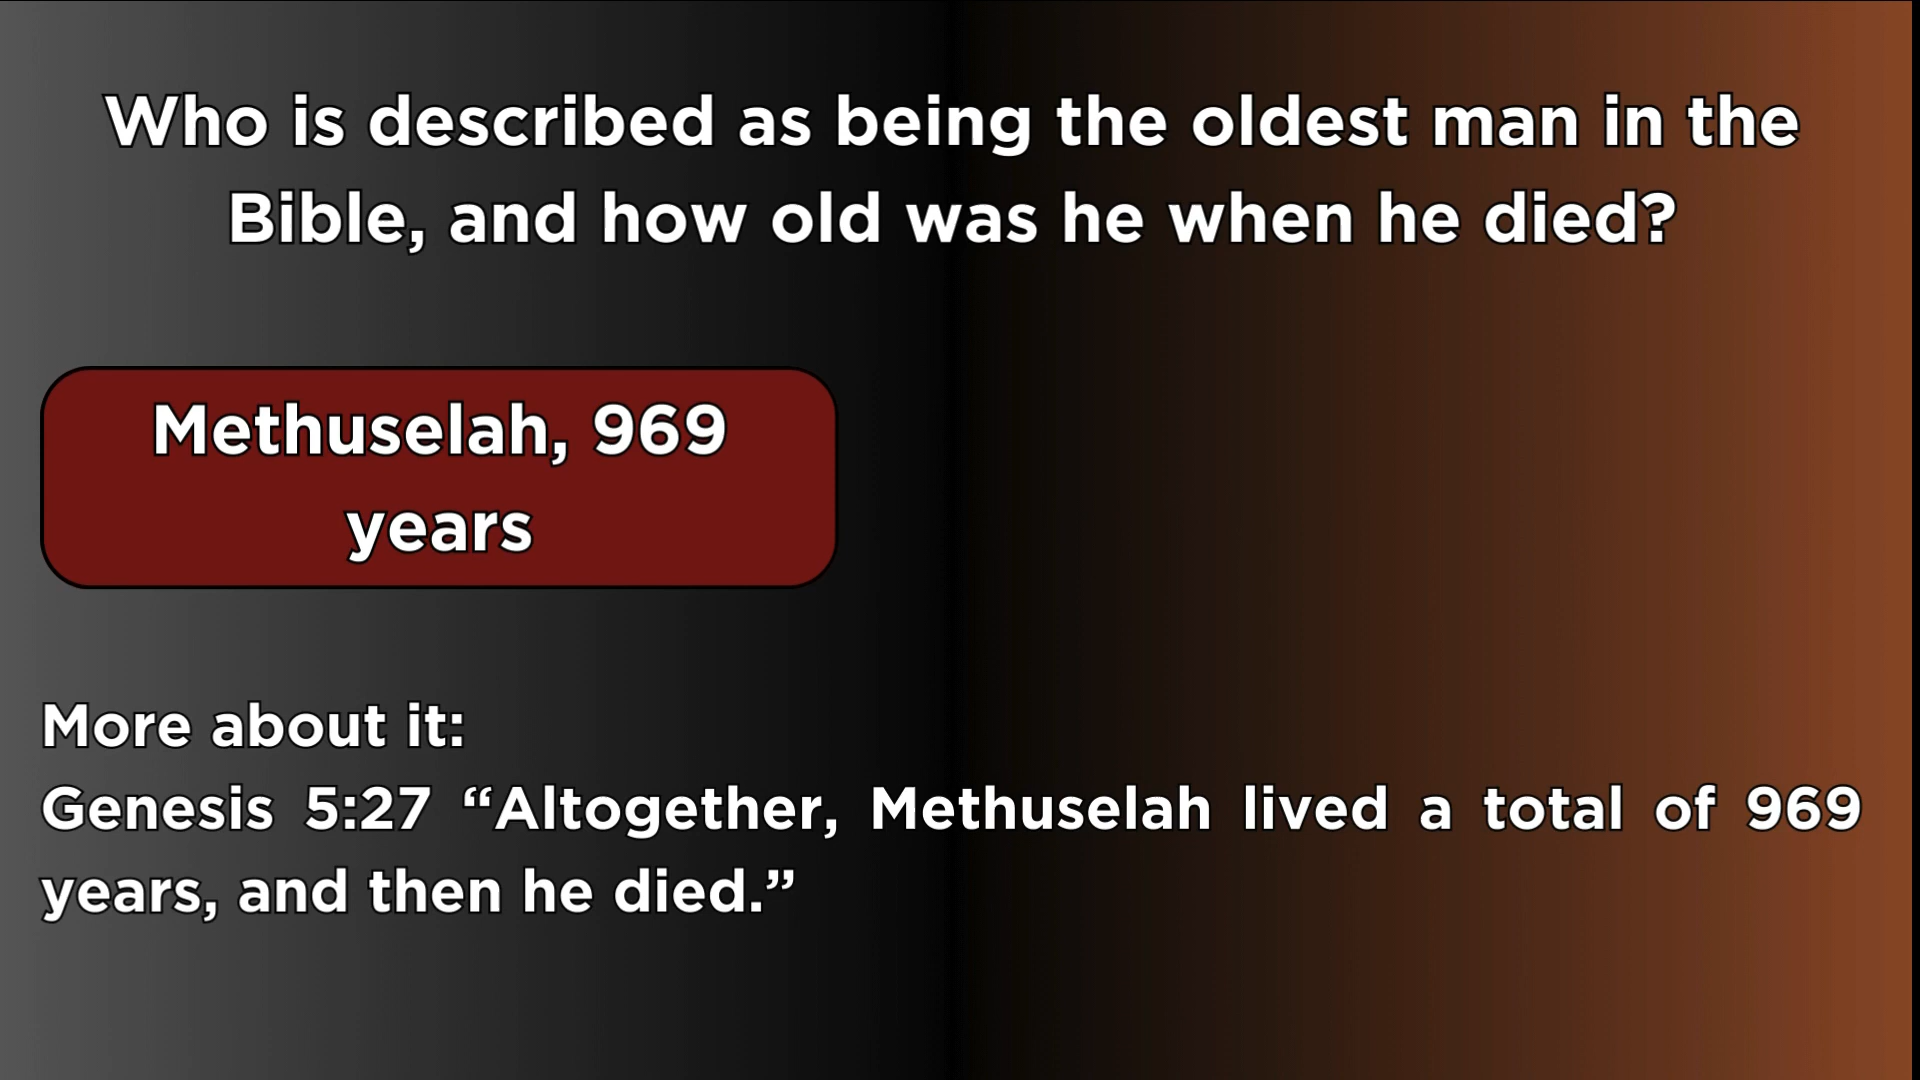 Who is described as being the oldest man in the
Bible, and how old was he when he died?
Methuselah, 969
years
More about it:
Genesis 5:27 “Altogether, Methuselah lived a total of 969
years, and then he died.”